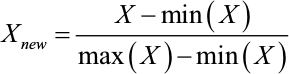 X_new = (X − min(X)) / (max(X) − min(X))